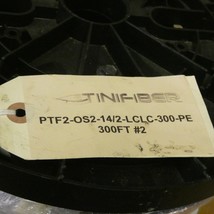 TINIFIBER
PTF2-OS2-14/2-LCLC-300-PE
300FT #2